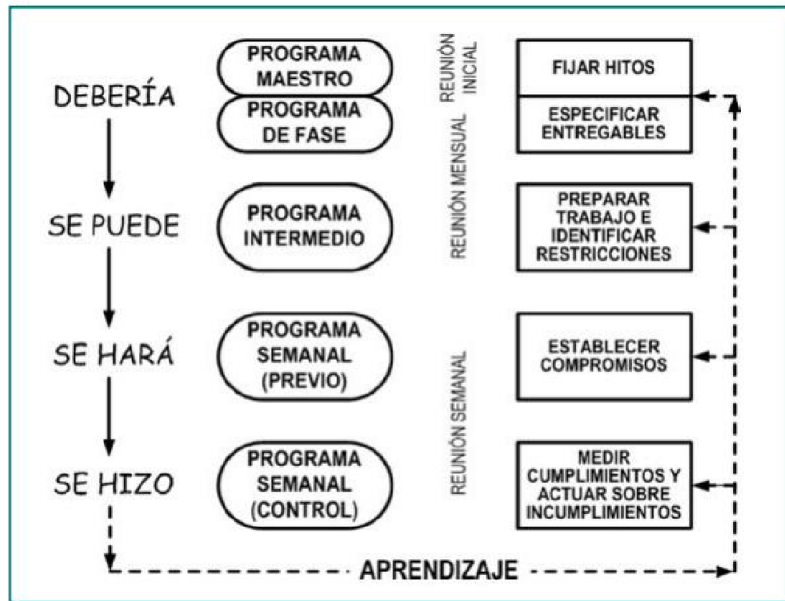 DEBERÍA
PROGRAMA
MAESTRO
PROGRAMA
DE FASE
REUNIÓN
INICIAL
FIJAR HITOS
ESPECIFICAR
ENTREGABLES
SE PUEDE
PROGRAMA
INTERMEDIO
REUNIÓN MENSUAL
PREPARAR
TRABAJO E
IDENTIFICAR
RESTRICCIONES
SE HARÁ
PROGRAMA
SEMANAL
(PREVIO)
REUNIÓN SEMANAL
ESTABLECER
COMPROMISOS
SE HIZO
PROGRAMA
SEMANAL
(CONTROL)
MEDIR
CUMPLIMIENTOS Y
ACTUAR SOBRE
INCUMPLIMIENTOS
APRENDIZAJE